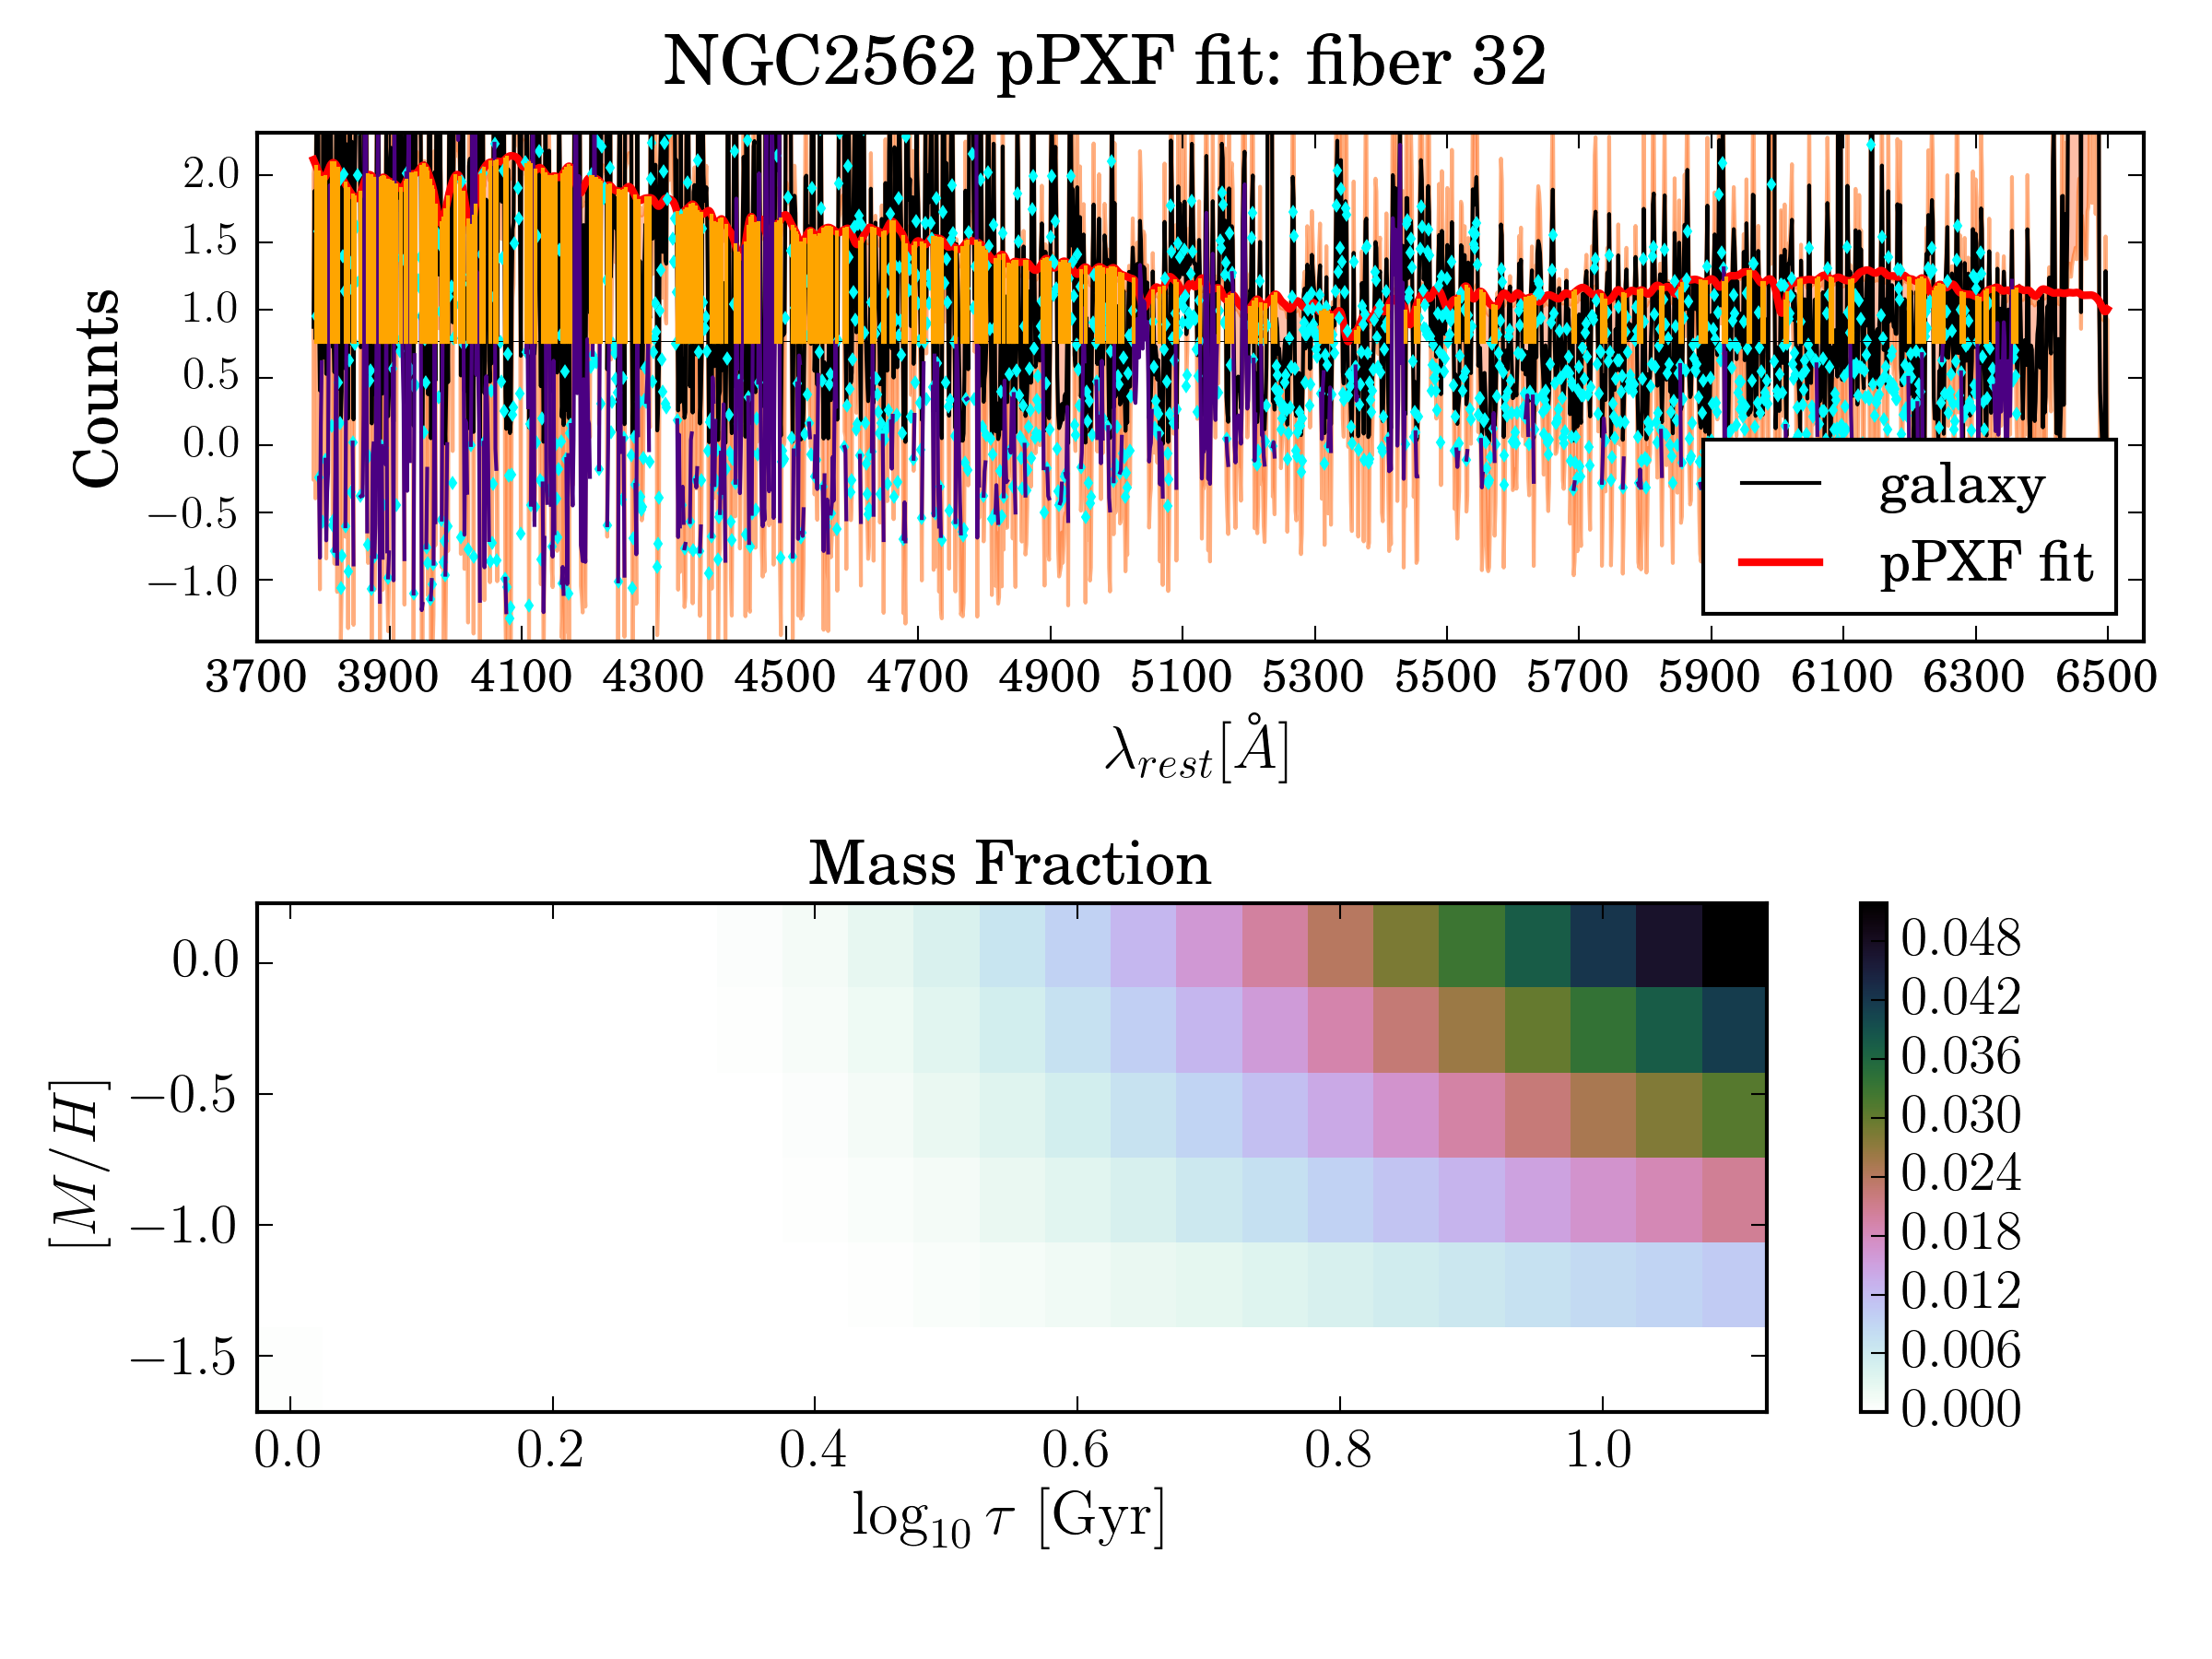 NGC2562 pPXF fit: fiber 32
Counts
2.0
1.5
1.0
0.5
0.0
−0.5
−1.0
galaxy
pPXF fit
3700 3900 4100 4300 4500 4700 4900 5100 5300 5500 5700 5900 6100 6300 6500
λrest[Å]
Mass Fraction
[M/H]
0.0
−0.5
−1.0
−1.5
0.048
0.042
0.036
0.030
0.024
0.018
0.012
0.006
0.000
0.0 0.2 0.4 0.6 0.8 1.0
log10 τ [Gyr]